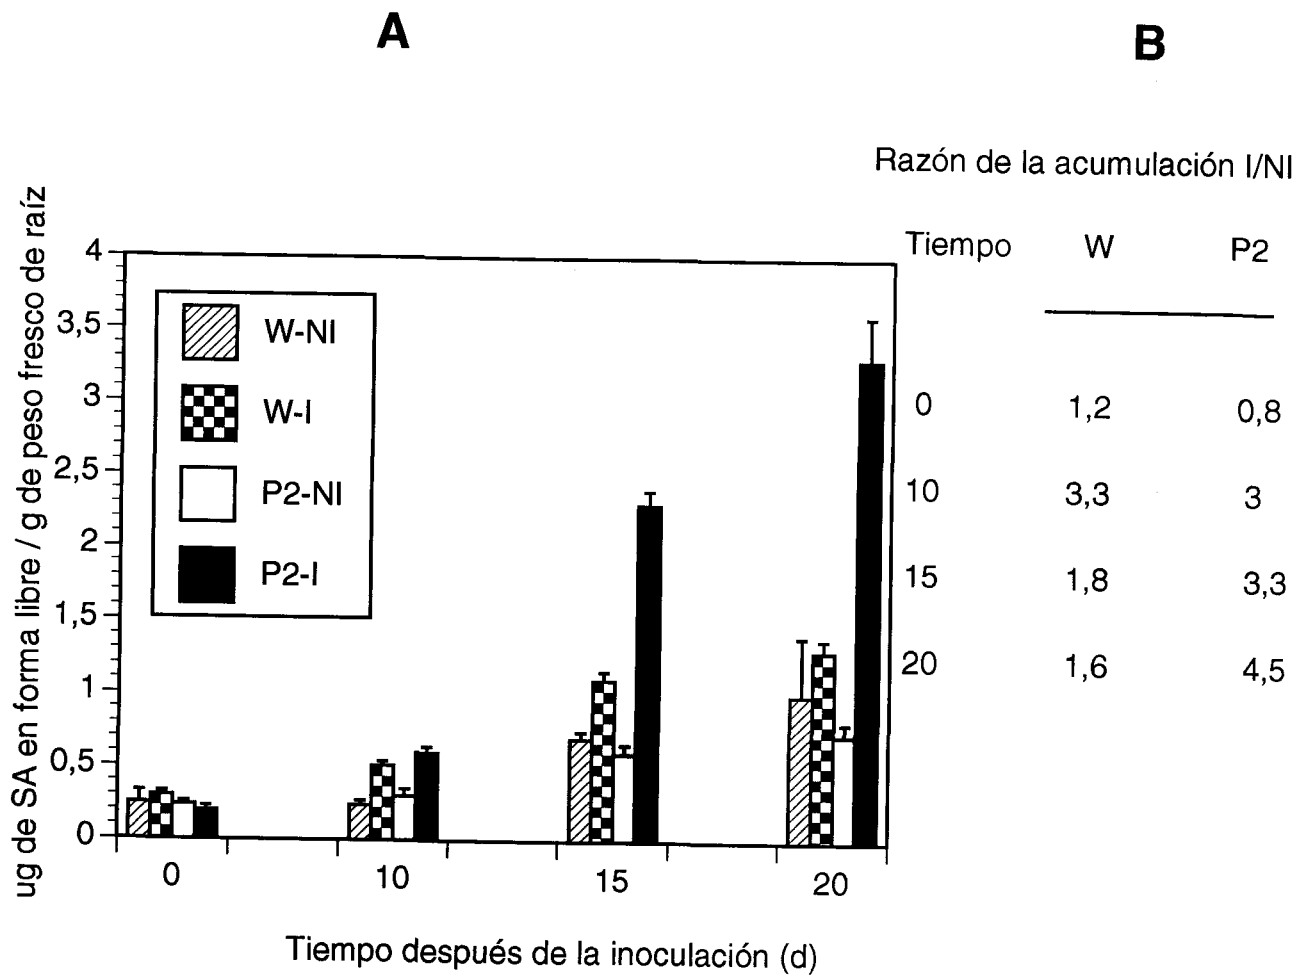 A
B
Razón de la acumulación I/NI
Tiempo W P2
0 1,2 0,8
10 3,3 3
15 1,8 3,3
20 1,6 4,5
ug de SA en forma libre / g de peso fresco de raíz
4
3,5
3
2,5
2
1,5
1
0,5
0
W-NI
W-I
P2-NI
P2-I
0 10 15 20
Tiempo después de la inoculación (d)